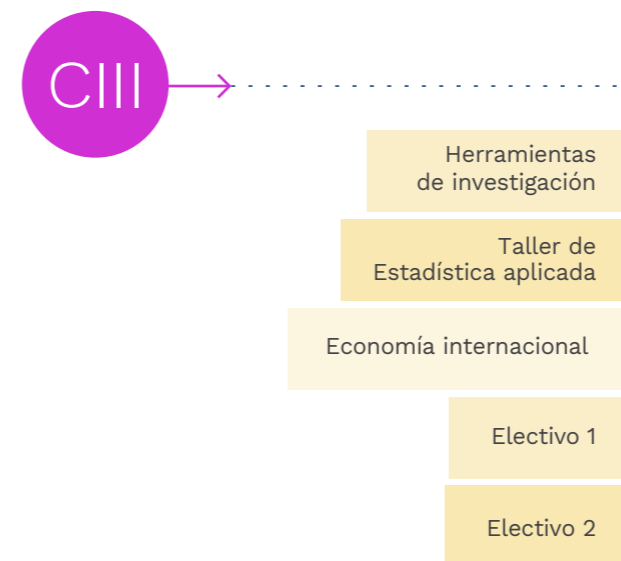 CIII
Herramientas
de investigación
Taller de
Estadística aplicada
Economía internacional
Electivo 1
Electivo 2